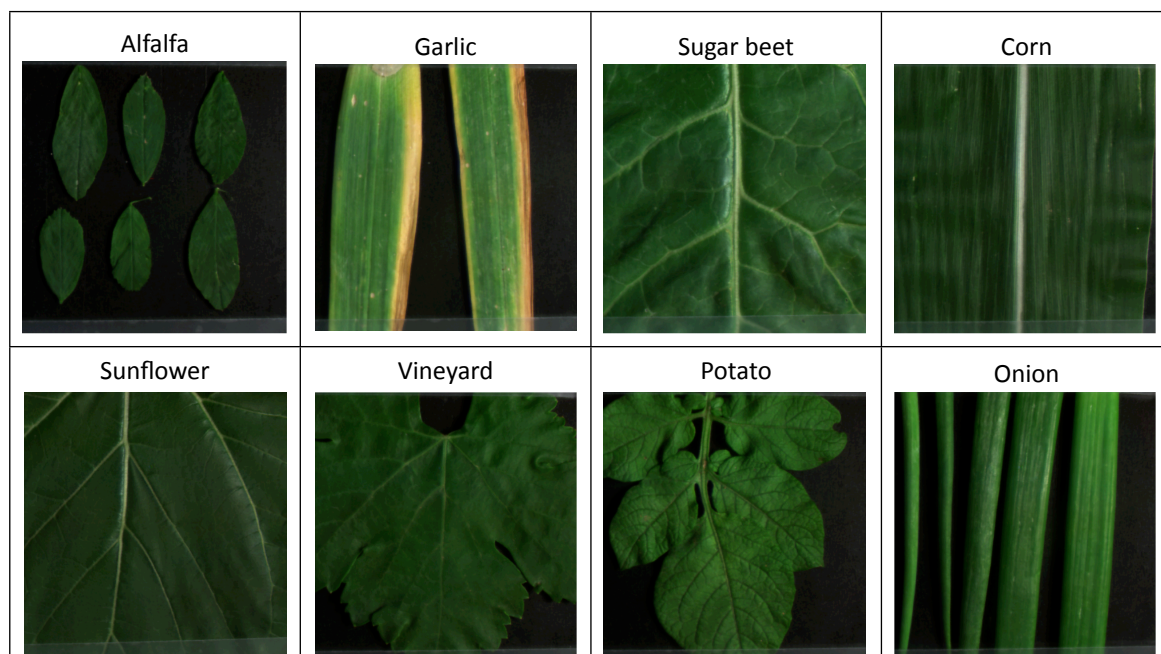 Alfalfa
Garlic
Sugar beet
Corn
Sunflower
Vineyard
Potato
Onion